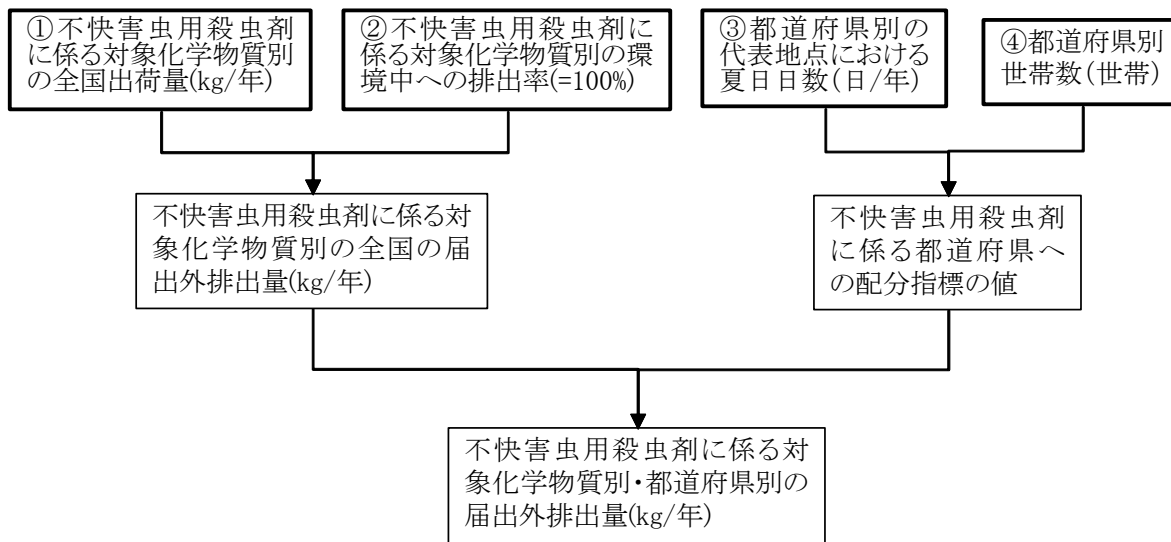 ①不快害虫用殺虫剤
に係る対象化学物質別
の全国出荷量(kg/年)
②不快害虫用殺虫剤に
係る対象化学物質別の環
境中への排出率(=100%)
③都道府県別の
代表地点における
夏日日数(日/年)
④都道府県別
世帯数(世帯)
不快害虫用殺虫剤に係る対
象化学物質別の全国の届
出外排出量(kg/年)
不快害虫用殺虫剤
に係る都道府県へ
の配分指標の値
不快害虫用殺虫剤に係る対
象化学物質別・都道府県別の
届出外排出量(kg/年)